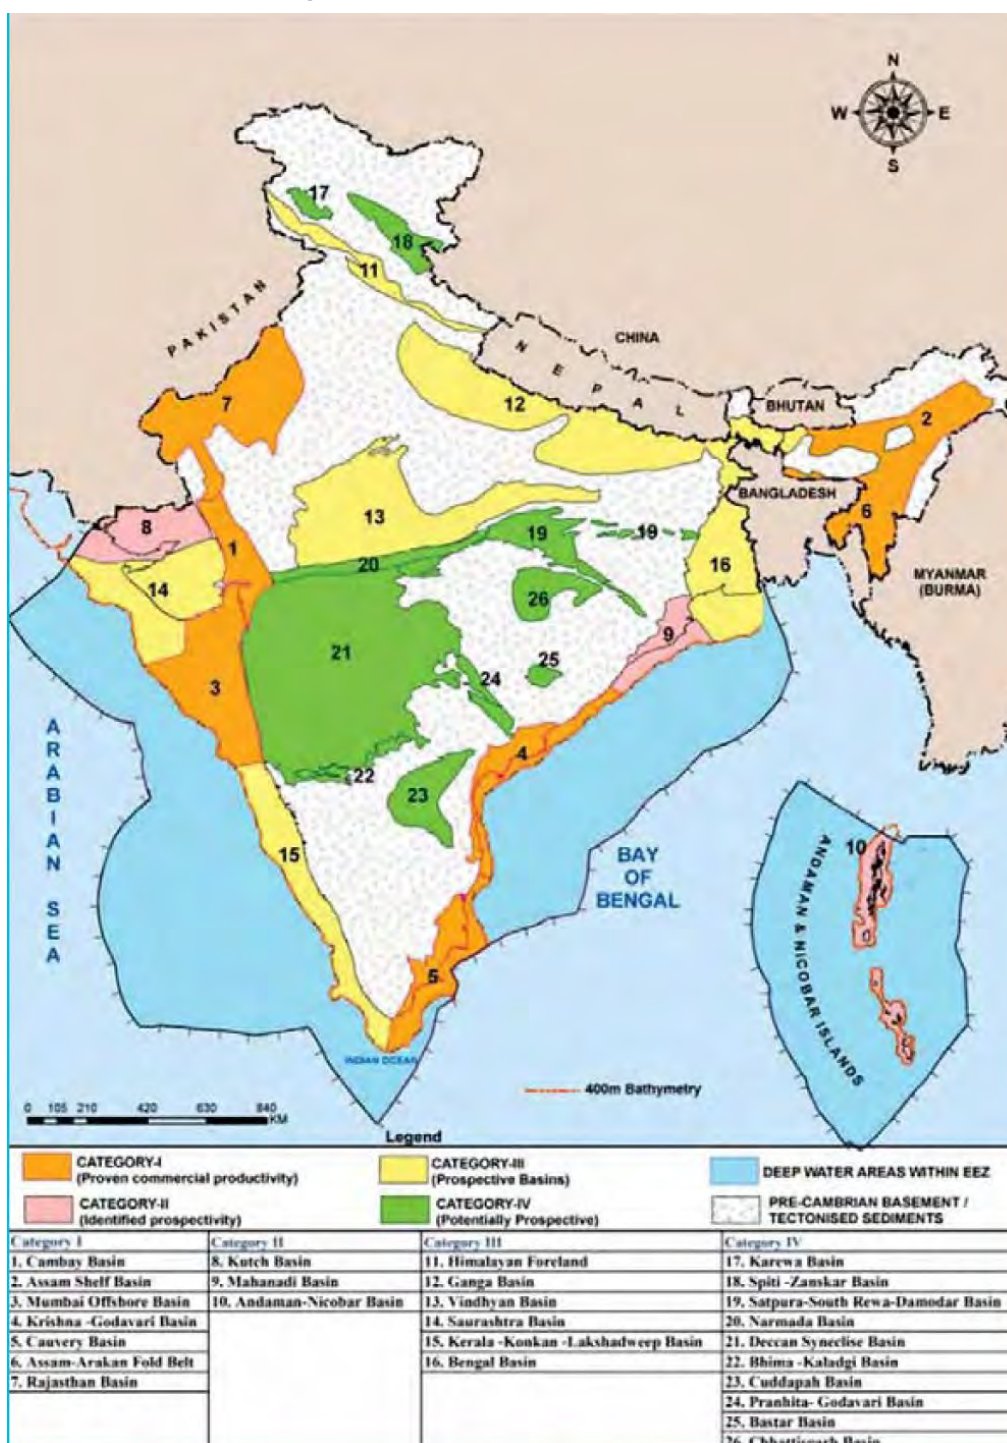 N
W E
S
17
18
11
PAKISTAN
CHINA
NEPAL
7
12
BHUTAN
2
BANGLADESH
8
13
19
19
6
1
20
16
MYANMAR
(BURMA)
14
26
9
21
25
3
24
ARABIAN SEA
4
22
23
10
15
BAY
OF
BENGAL
ANDAMAN & NICOBAR ISLANDS
5
INDIAN OCEAN
400m Bathymetry
0 105 210 420 630 840
KM
Legend
CATEGORY-I
(Proven commercial productivity)
CATEGORY-II
(Identified prospectivity)
CATEGORY-III
(Prospective Basins)
CATEGORY-IV
(Potentially Prospective)
DEEP WATER AREAS WITHIN EEZ
PRE-CAMBRIAN BASEMENT /
TECTONISED SEDIMENTS
Category I
1. Cambay Basin
2. Assam Shelf Basin
3. Mumbai Offshore Basin
4. Krishna -Godavari Basin
5. Cauvery Basin
6. Assam-Arakan Fold Belt
7. Rajasthan Basin
Category II
8. Kutch Basin
9. Mahanadi Basin
10. Andaman-Nicobar Basin
Category III
11. Himalayan Foreland
12. Ganga Basin
13. Vindhyan Basin
14. Saurashtra Basin
15. Kerala -Konkan -Lakshadweep Basin
16. Bengal Basin
Category IV
17. Karewa Basin
18. Spiti -Zanskar Basin
19. Satpura-South Rewa-Damodar Basin
20. Narmada Basin
21. Deccan Syneclise Basin
22. Bhima -Kaladgi Basin
23. Cuddapah Basin
24. Pranhita- Godavari Basin
25. Bastar Basin
26. Chhattisgarh Basin